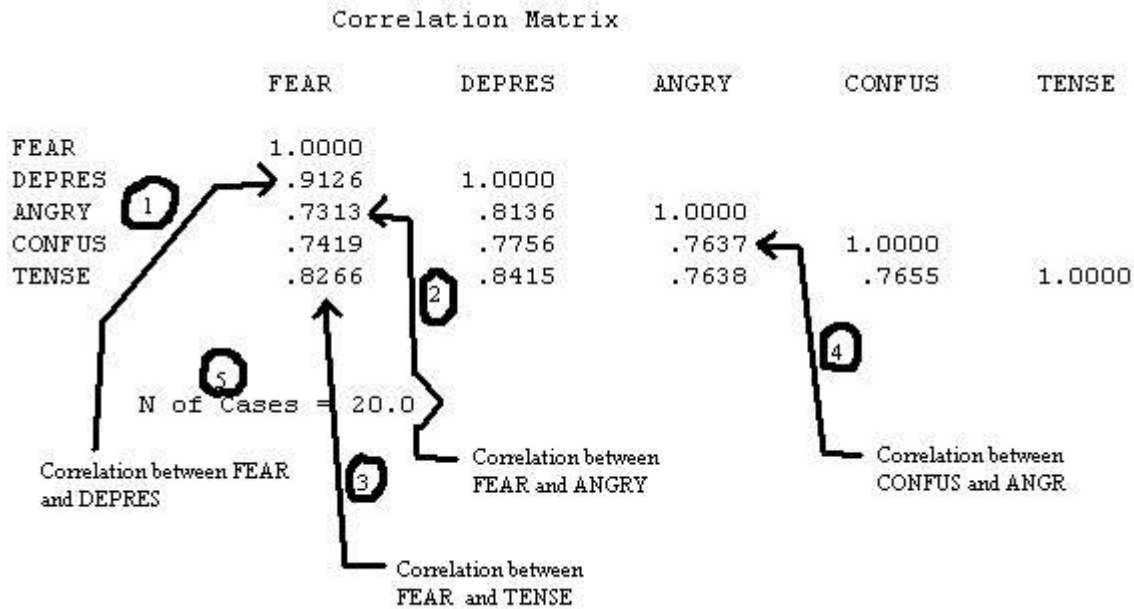 Correlation Matrix
FEAR DEPRES ANGRY CONFUS TENSE
FEAR 1.0000
DEPRES .9126 1.0000
ANGRY .7313 .8136 1.0000
CONFUS .7419 .7756 .7637 1.0000
TENSE .8266 .8415 .7638 .7655 1.0000
1
2
4
5
N of Cases = 20.0
3
Correlation between FEAR
and DEPRES
Correlation between
FEAR and ANGRY
Correlation between
CONFUS and ANGR
Correlation between
FEAR and TENSE